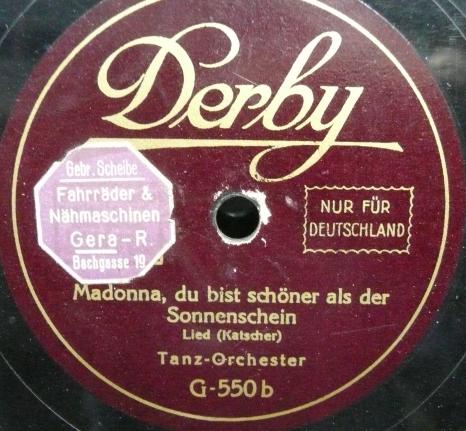 Derby
Gebr. Scheibe
Fahrräder &
Nähmaschinen
Gera-R.
Bachgasse 19
NUR FÜR
DEUTSCHLAND
Madonna, du bist schöner als der
Sonnenschein
Lied (Katscher)
Tanz-Orchester
G-550 b